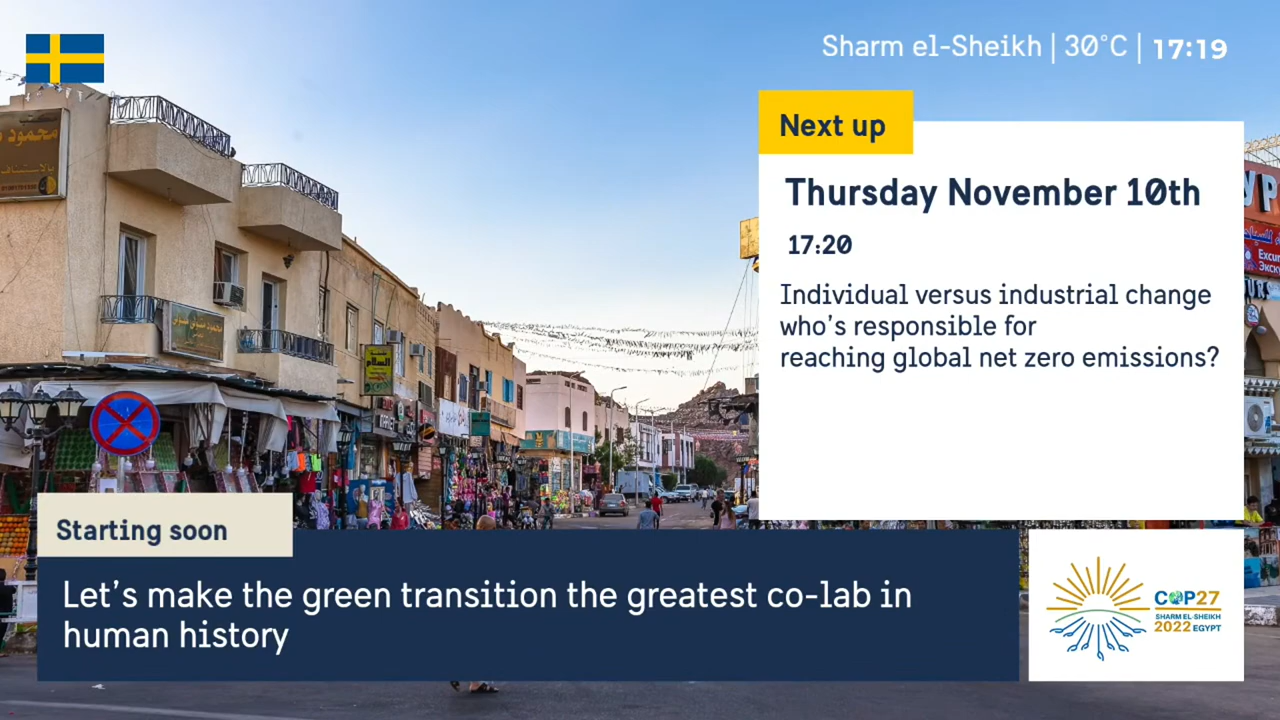 Sharm el-Sheikh | 30°C | 17:19
Next up
Thursday November 10th
17:20
Individual versus industrial change
who's responsible for
reaching global net zero emissions?
Starting soon
Let's make the green transition the greatest co-lab in
human history
COP27
SHARM EL-SHEIKH
2022 EGYPT
محمود
السلام